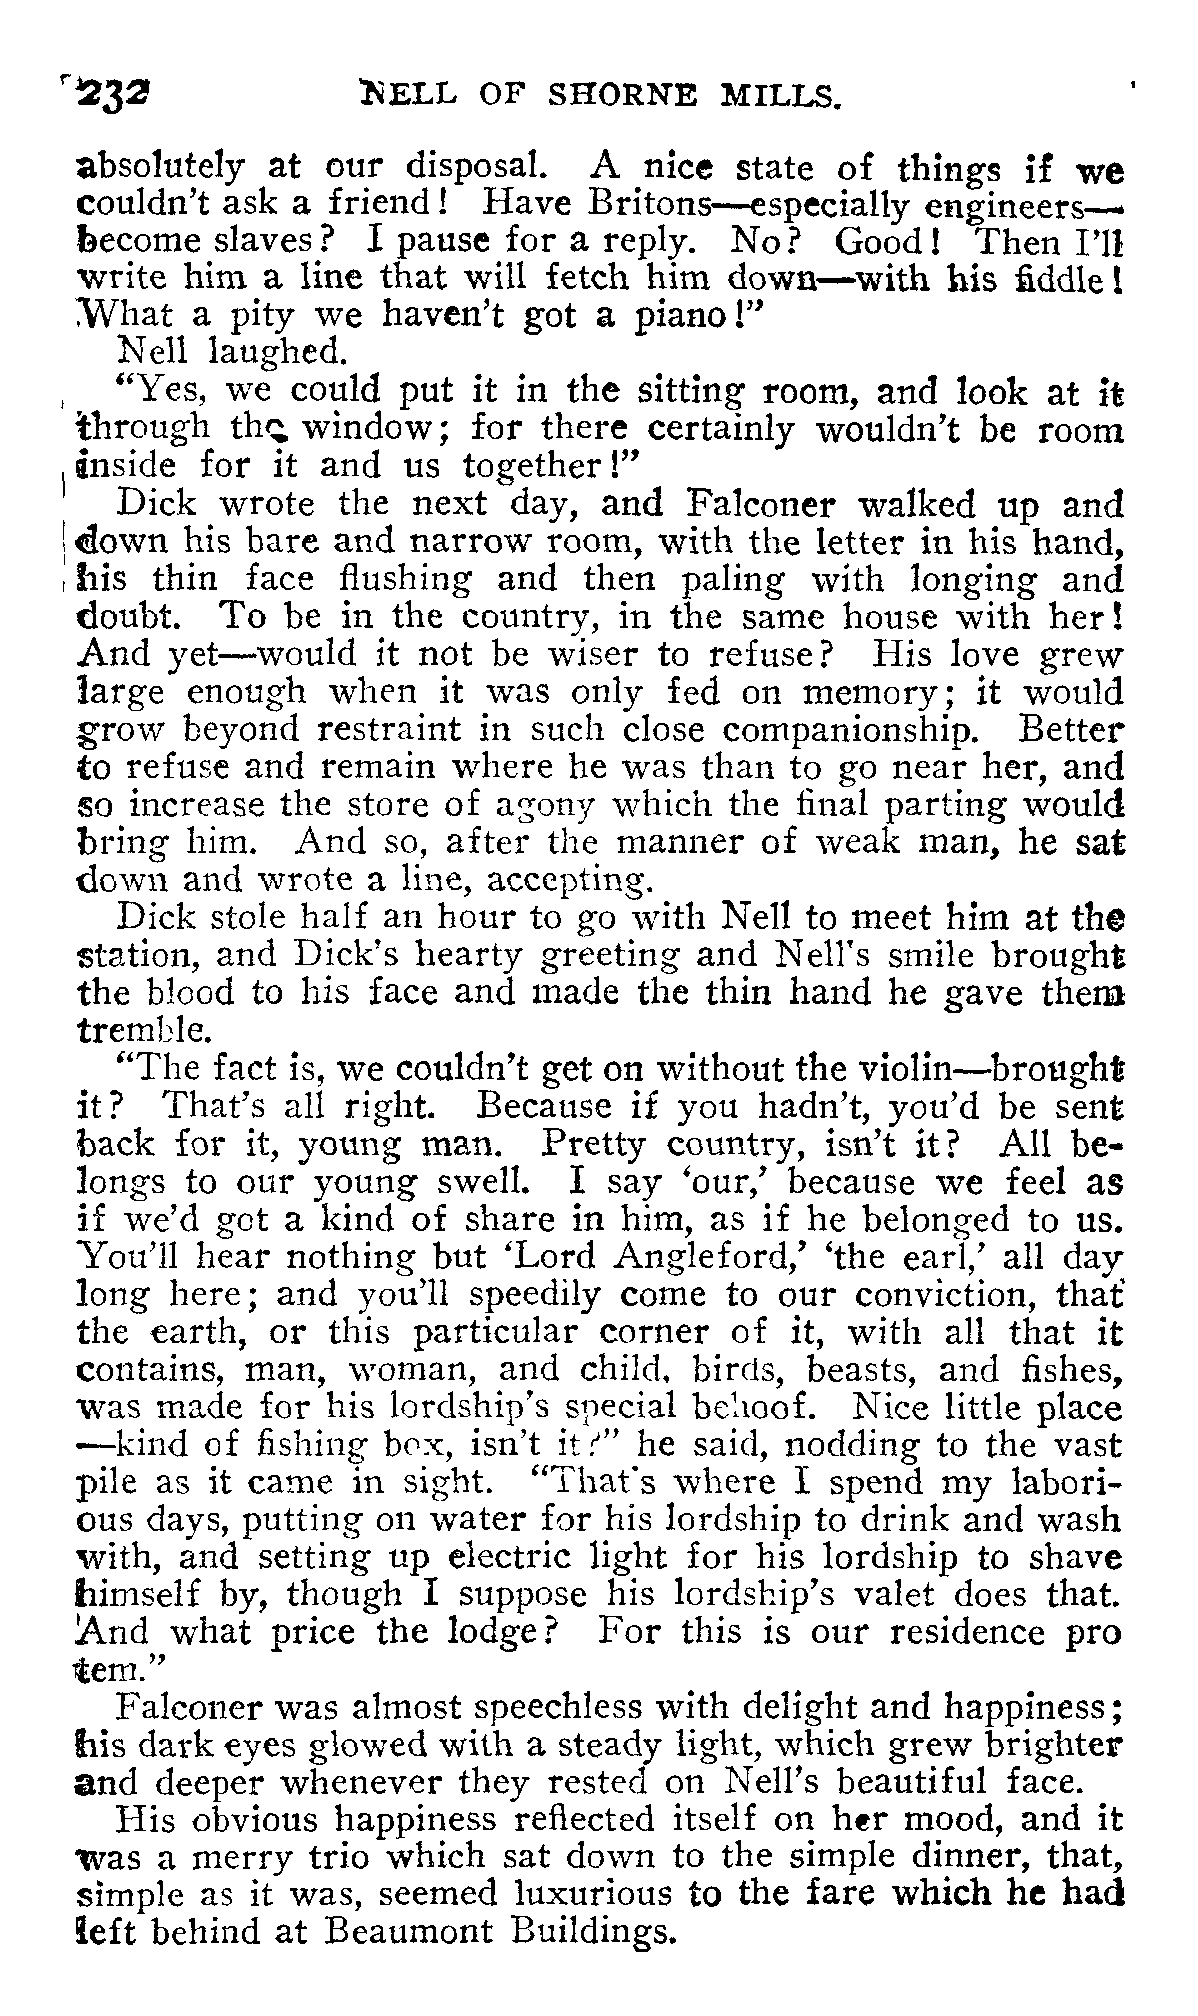 232 NELL OF SHORNE MILLS.
absolutely at our disposal. A nice state of things if we
couldn't ask a friend! Have Britons—especially engineers—
become slaves? I pause for a reply. No? Good! Then I'll
write him a line that will fetch him down—with his fiddle!
What a pity we haven't got a piano!"
Nell laughed.
"Yes, we could put it in the sitting room, and look at it
through the window; for there certainly wouldn't be room
inside for it and us together!"
Dick wrote the next day, and Falconer walked up and
down his bare and narrow room, with the letter in his hand,
his thin face flushing and then paling with longing and
doubt. To be in the country, in the same house with her!
And yet—would it not be wiser to refuse? His love grew
large enough when it was only fed on memory; it would
grow beyond restraint in such close companionship. Better
to refuse and remain where he was than to go near her, and
so increase the store of agony which the final parting would
bring him. And so, after the manner of weak man, he sat
down and wrote a line, accepting.
Dick stole half an hour to go with Nell to meet him at the
station, and Dick's hearty greeting and Nell's smile brought
the blood to his face and made the thin hand he gave them
tremble.
"The fact is, we couldn't get on without the violin—brought
it? That's all right. Because if you hadn't, you'd be sent
back for it, young man. Pretty country, isn't it? All be-
longs to our young swell. I say 'our,' because we feel as
if we'd got a kind of share in him, as if he belonged to us.
You'll hear nothing but 'Lord Angleford,' 'the earl,' all day
long here; and you'll speedily come to our conviction, that
the earth, or this particular corner of it, with all that it
contains, man, woman, and child, birds, beasts, and fishes,
was made for his lordship's special behoof. Nice little place
—kind of fishing box, isn't it?" he said, nodding to the vast
pile as it came in sight. "That's where I spend my labori-
ous days, putting on water for his lordship to drink and wash
with, and setting up electric light for his lordship to shave
himself by, though I suppose his lordship's valet does that.
And what price the lodge? For this is our residence pro
tem."
Falconer was almost speechless with delight and happiness;
his dark eyes glowed with a steady light, which grew brighter
and deeper whenever they rested on Nell's beautiful face.
His obvious happiness reflected itself on her mood, and it
was a merry trio which sat down to the simple dinner, that,
simple as it was, seemed luxurious to the fare which he had
left behind at Beaumont Buildings.